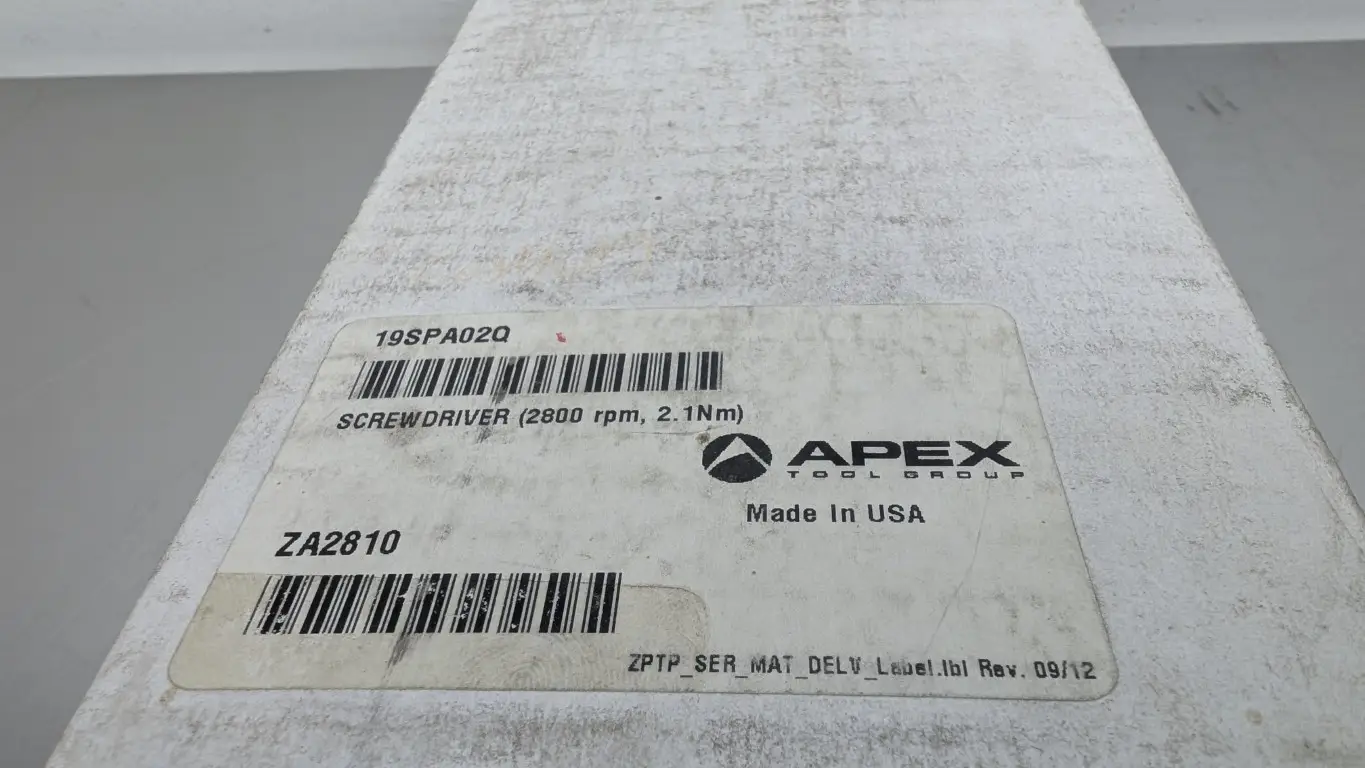 19SPA02Q
SCREWDRIVER (2800 rpm, 2.1Nm)
APEX
TOOL GROUP
Made In USA
ZA2810
ZPTP_SER_MAT_DELV_Label.lbl Rev. 09/12